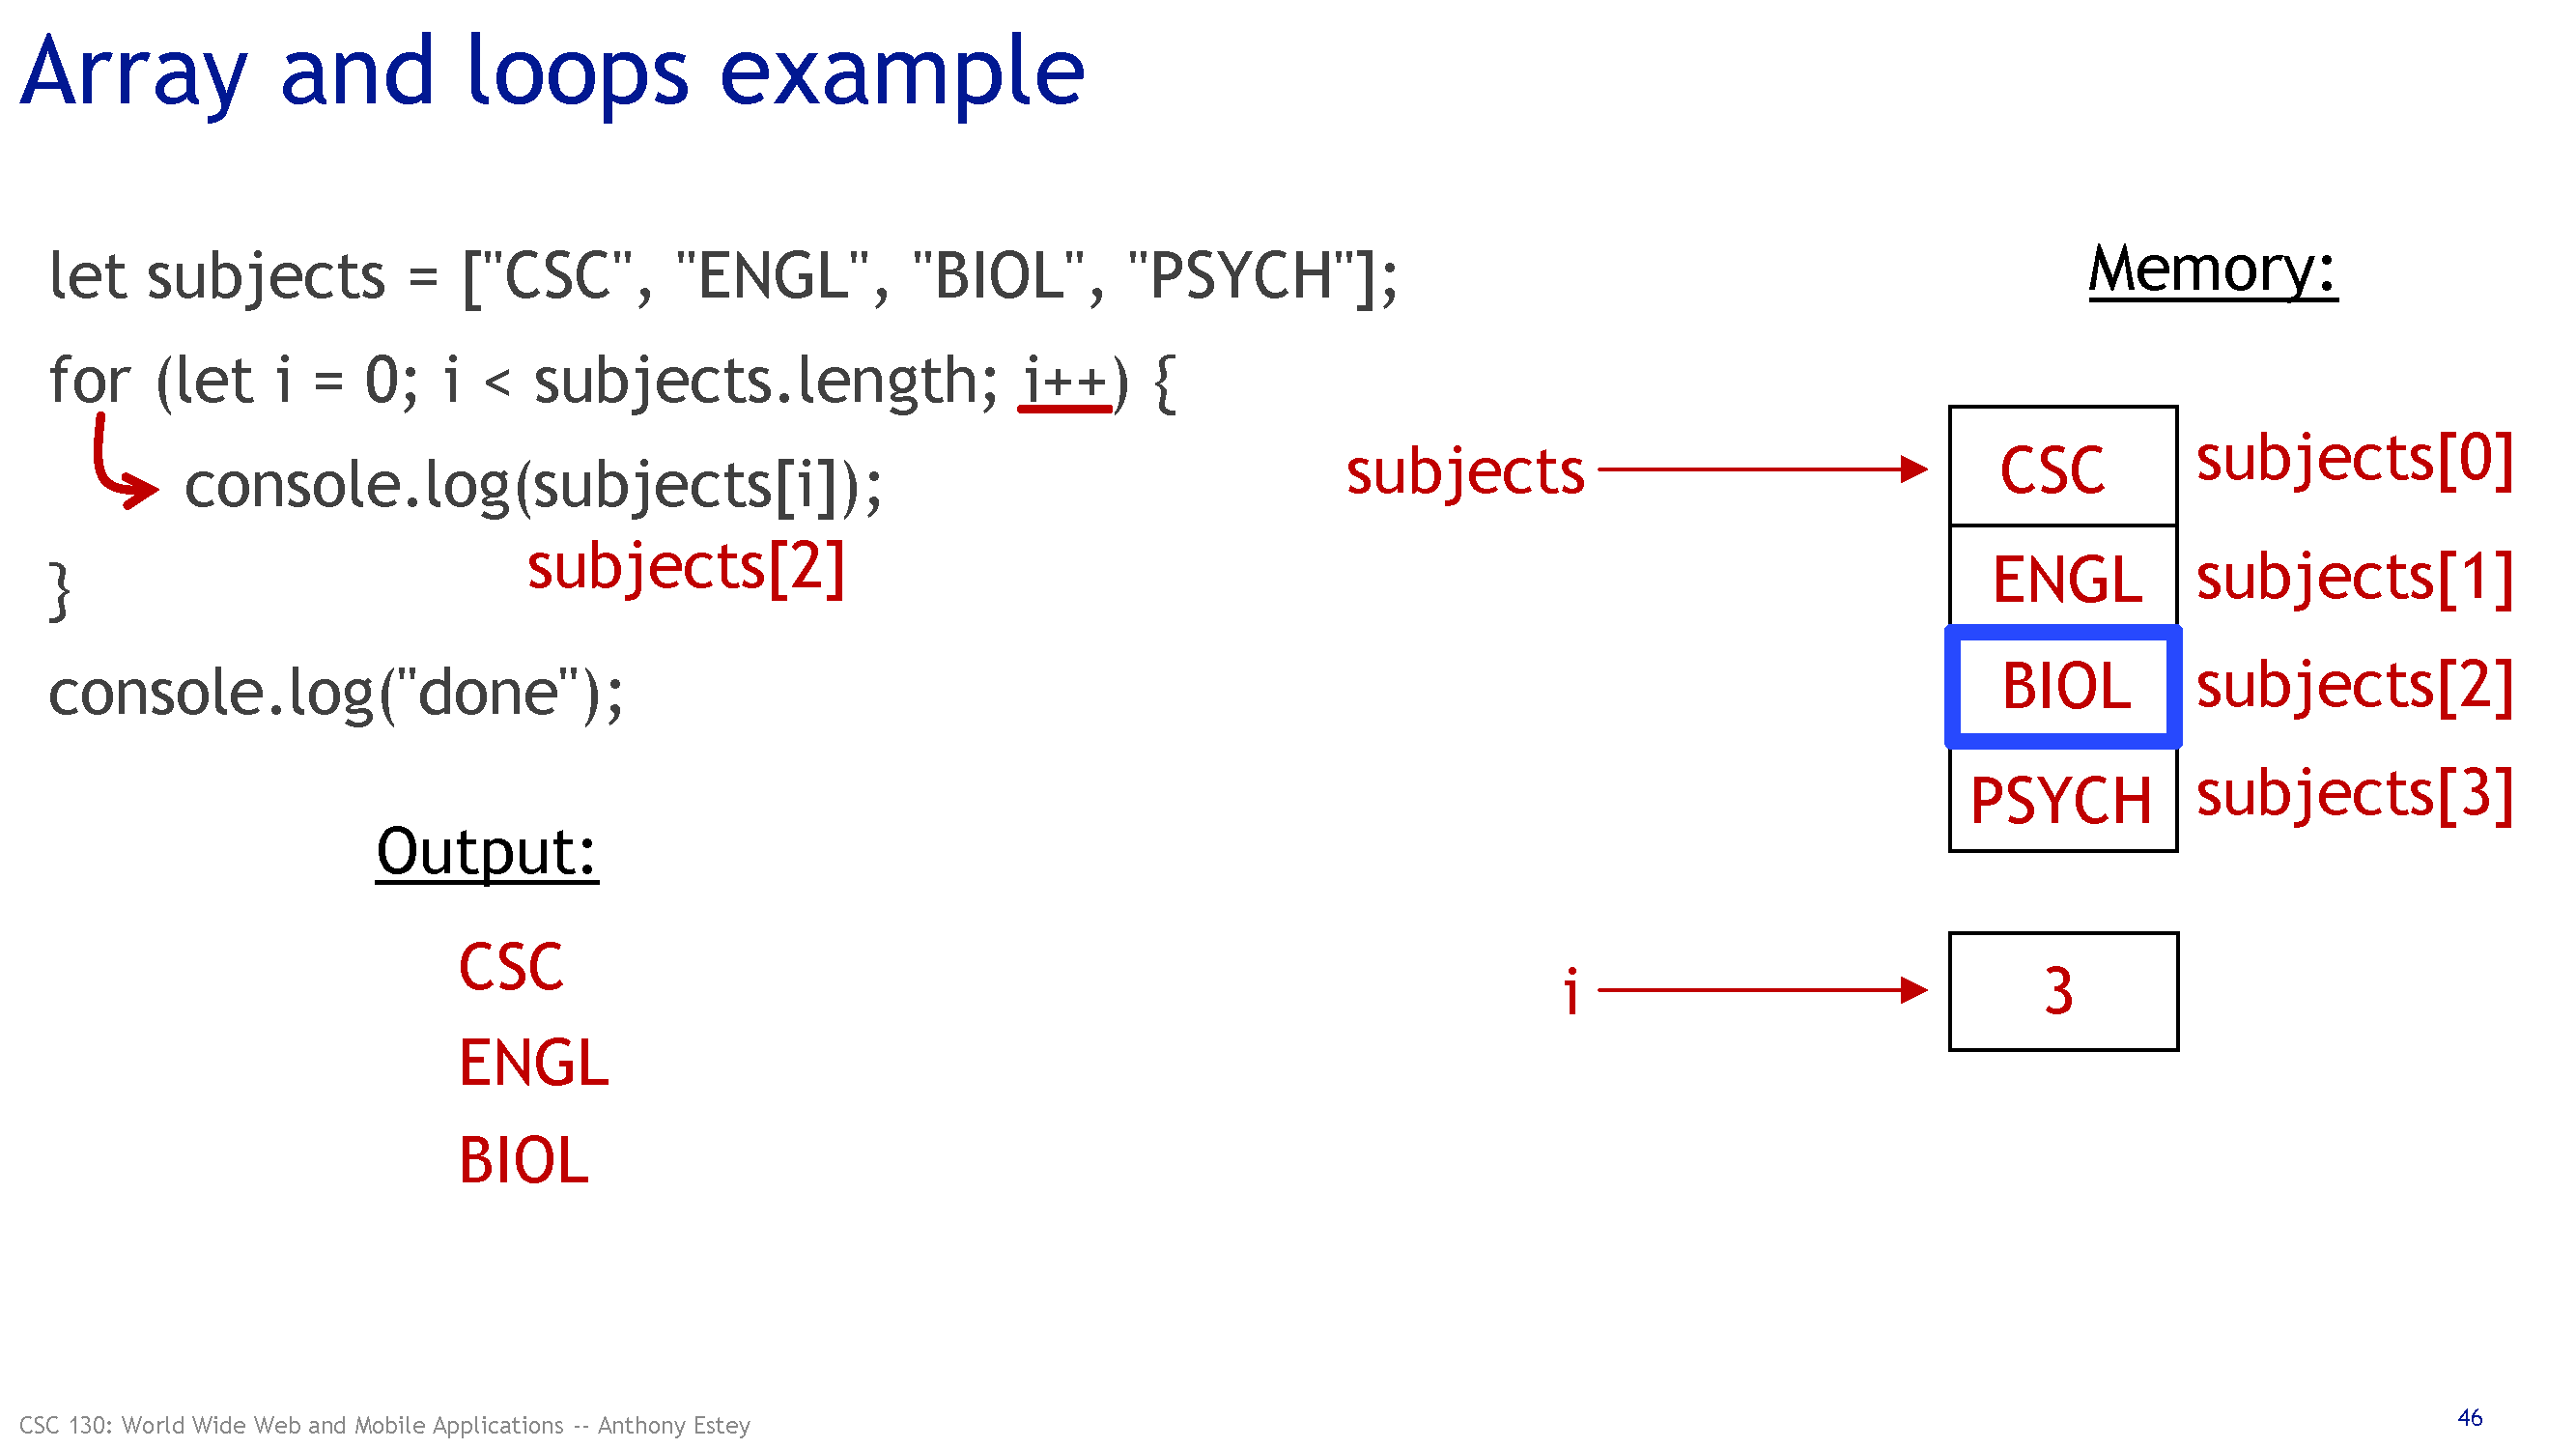 Array and loops example
let subjects = ["CSC", "ENGL", "BIOL", "PSYCH"];
for (let i = 0; i < subjects.length; i++) {
console.log(subjects[i]);
subjects[2]
}
console.log("done");
Output:
CSC
ENGL
BIOL
Memory:
subjects
CSC subjects[0]
ENGL subjects[1]
BIOL subjects[2]
PSYCH subjects[3]
i 3
CSC 130: World Wide Web and Mobile Applications -- Anthony Estey
46